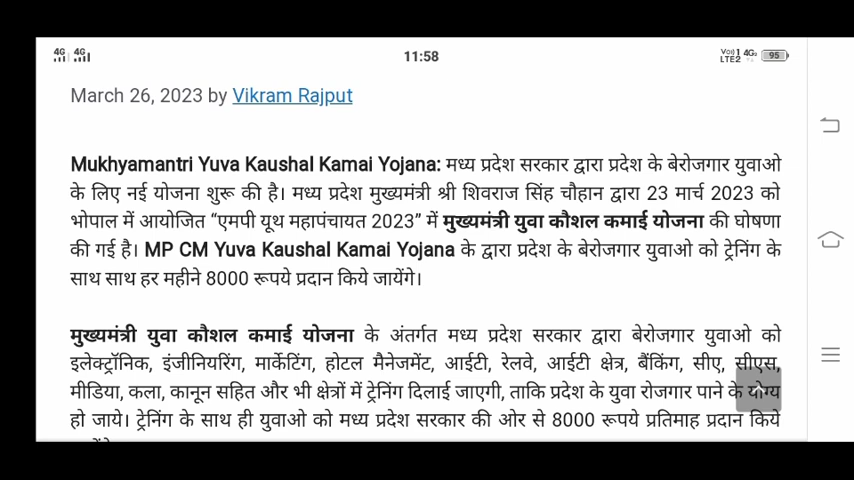 4G 4G 11:58 Vo)) 1 4G 95
LTE2
March 26, 2023 by Vikram Rajput
Mukhyamantri Yuva Kaushal Kamai Yojana: मध्य प्रदेश सरकार द्वारा प्रदेश के बेरोजगार युवाओ
के लिए नई योजना शुरू की है। मध्य प्रदेश मुख्यमंत्री श्री शिवराज सिंह चौहान द्वारा 23 मार्च 2023 को
भोपाल में आयोजित “एमपी यूथ महापंचायत 2023” में मुख्यमंत्री युवा कौशल कमाई योजना की घोषणा
की गई है। MP CM Yuva Kaushal Kamai Yojana के द्वारा प्रदेश के बेरोजगार युवाओ को ट्रेनिंग के
साथ साथ हर महीने 8000 रूपये प्रदान किये जायेंगे।
मुख्यमंत्री युवा कौशल कमाई योजना के अंतर्गत मध्य प्रदेश सरकार द्वारा बेरोजगार युवाओ को
इलेक्ट्रॉनिक, इंजीनियरिंग, मार्केटिंग, होटल मैनेजमेंट, आईटी, रेलवे, आईटी क्षेत्र, बैंकिंग, सीए, सीएस,
मीडिया, कला, कानून सहित और भी क्षेत्रों में ट्रेनिंग दिलाई जाएगी, ताकि प्रदेश के युवा रोजगार पाने के योग्य
हो जाये। ट्रेनिंग के साथ ही युवाओ को मध्य प्रदेश सरकार की ओर से 8000 रूपये प्रतिमाह प्रदान किये